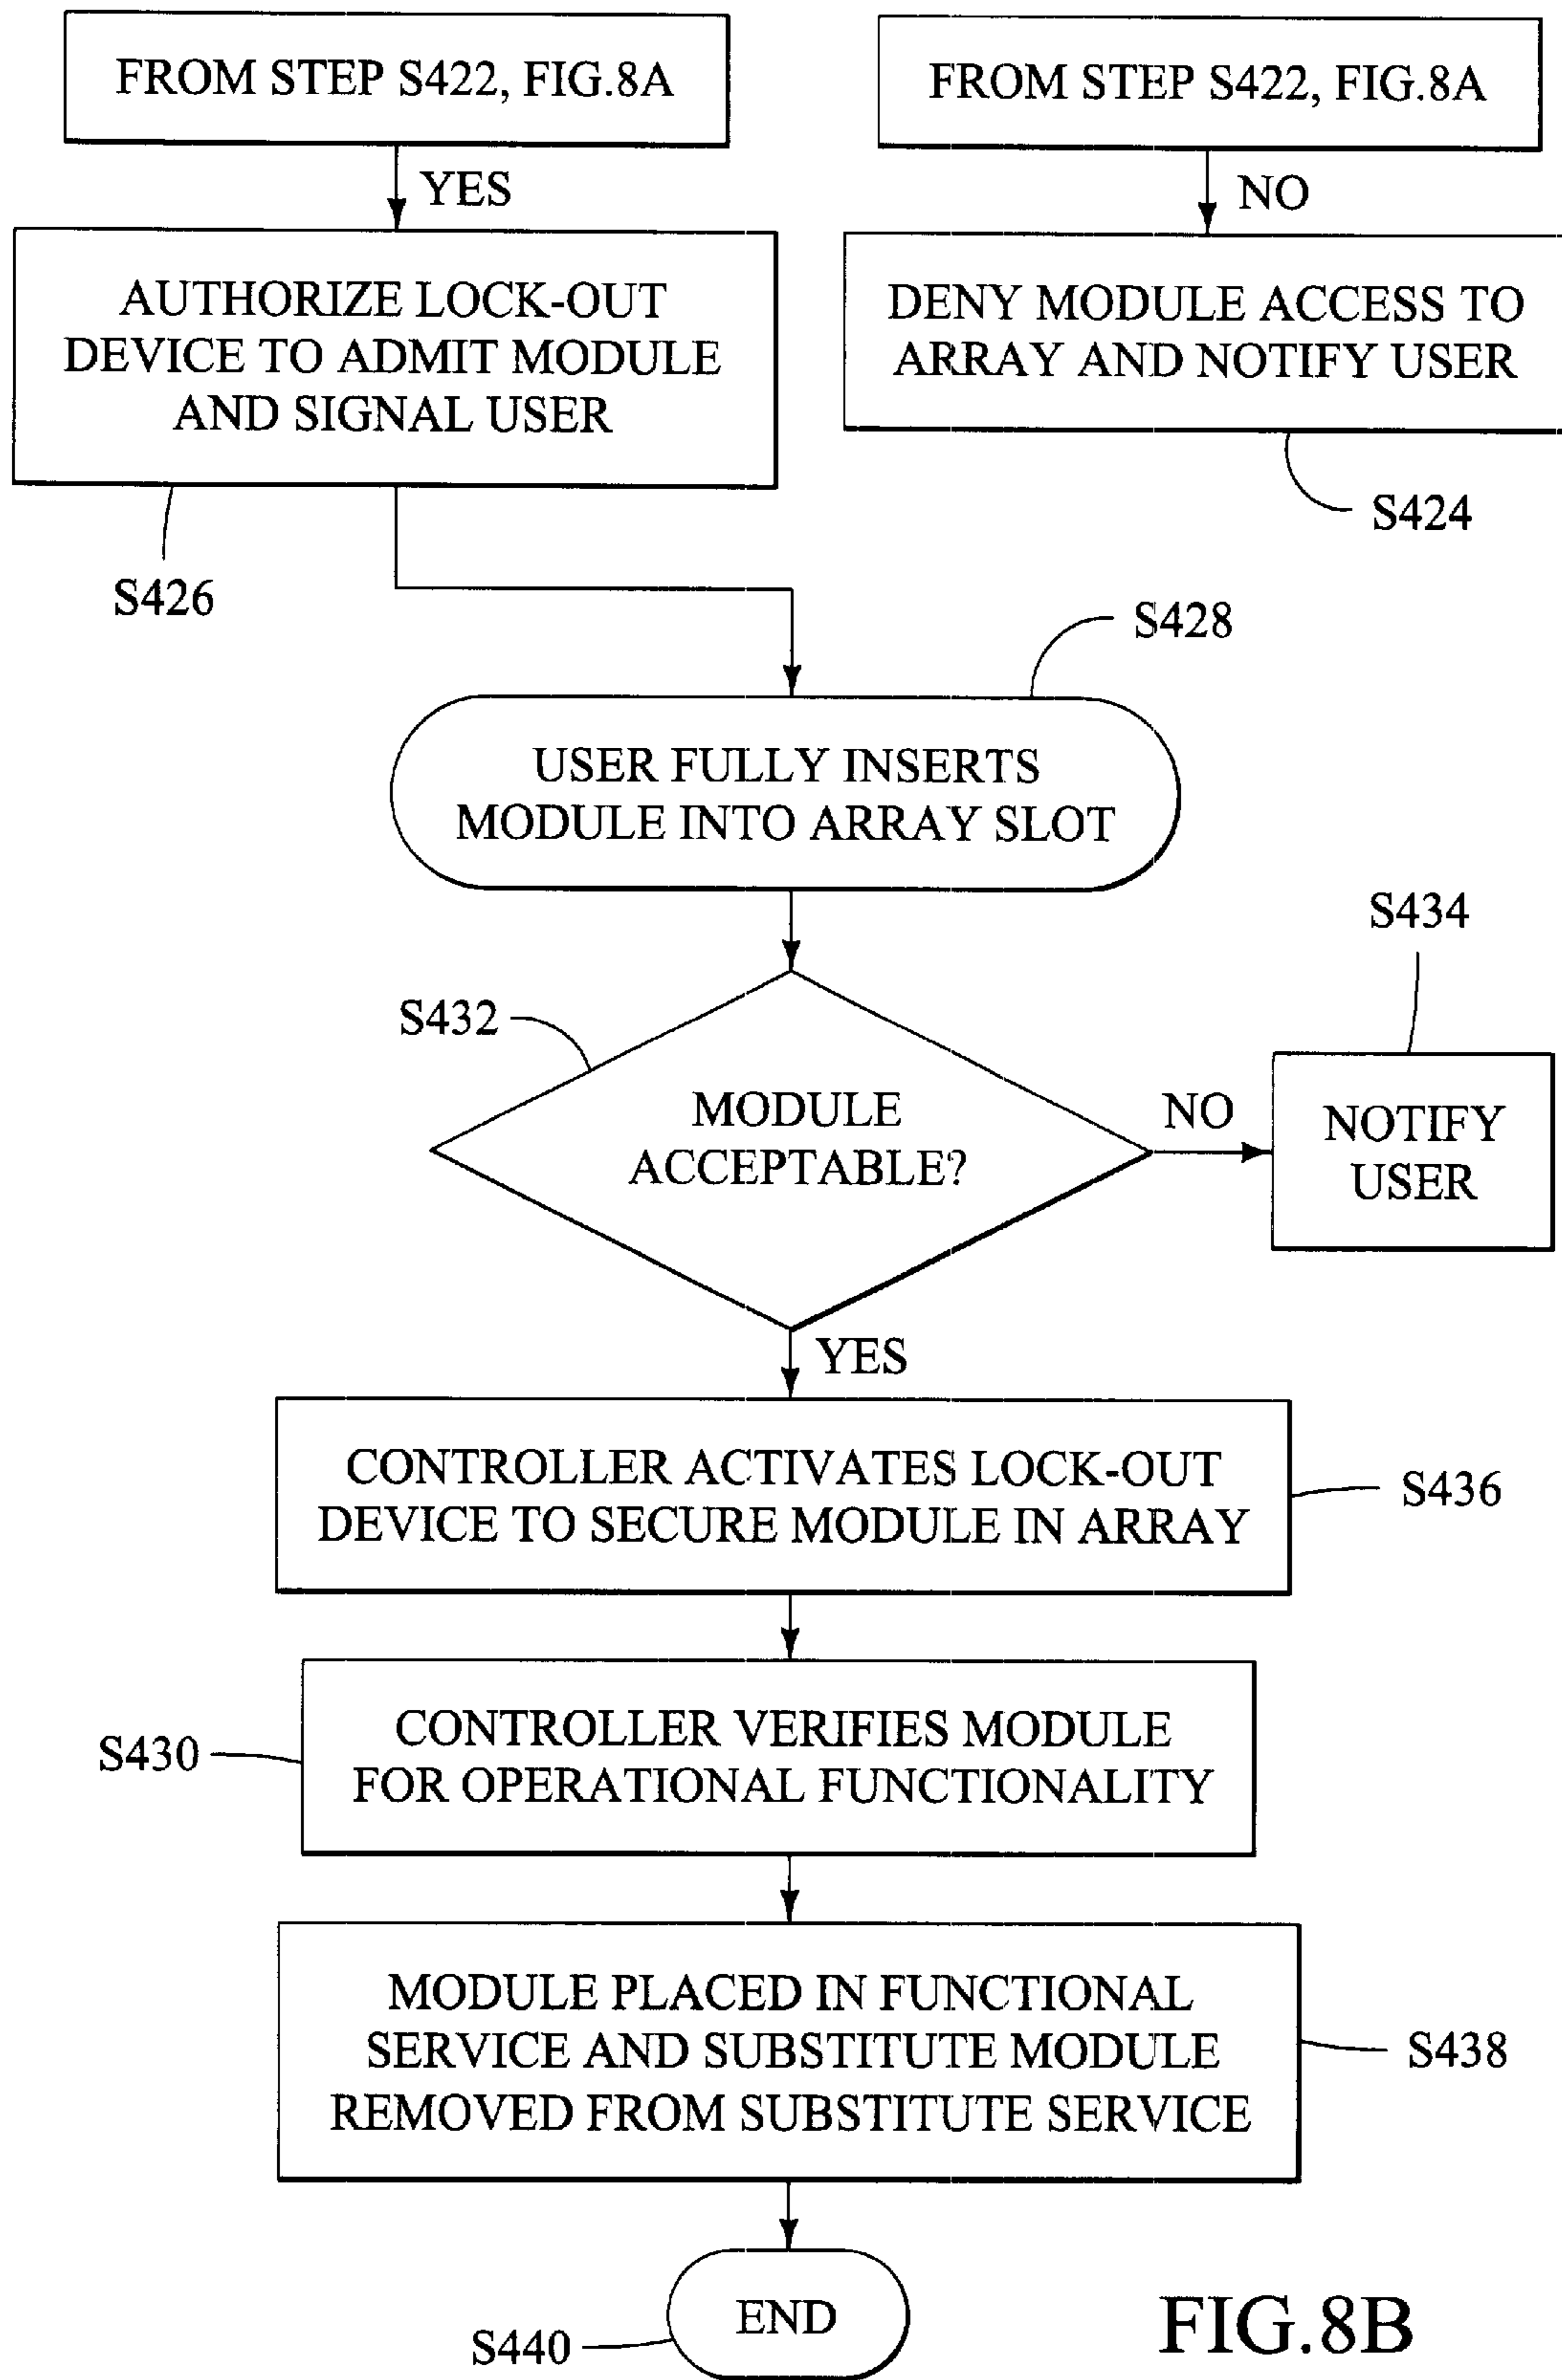 FROM STEP S422, FIG.8A
YES
AUTHORIZE LOCK-OUT
DEVICE TO ADMIT MODULE
AND SIGNAL USER
S426
FROM STEP S422, FIG.8A
NO
DENY MODULE ACCESS TO
ARRAY AND NOTIFY USER
S424
S428
USER FULLY INSERTS
MODULE INTO ARRAY SLOT
S432
MODULE
ACCEPTABLE?
NO
S434
NOTIFY
USER
YES
CONTROLLER ACTIVATES LOCK-OUT
DEVICE TO SECURE MODULE IN ARRAY
S436
S430
CONTROLLER VERIFIES MODULE
FOR OPERATIONAL FUNCTIONALITY
MODULE PLACED IN FUNCTIONAL
SERVICE AND SUBSTITUTE MODULE
REMOVED FROM SUBSTITUTE SERVICE
S438
END
S440
FIG.8B